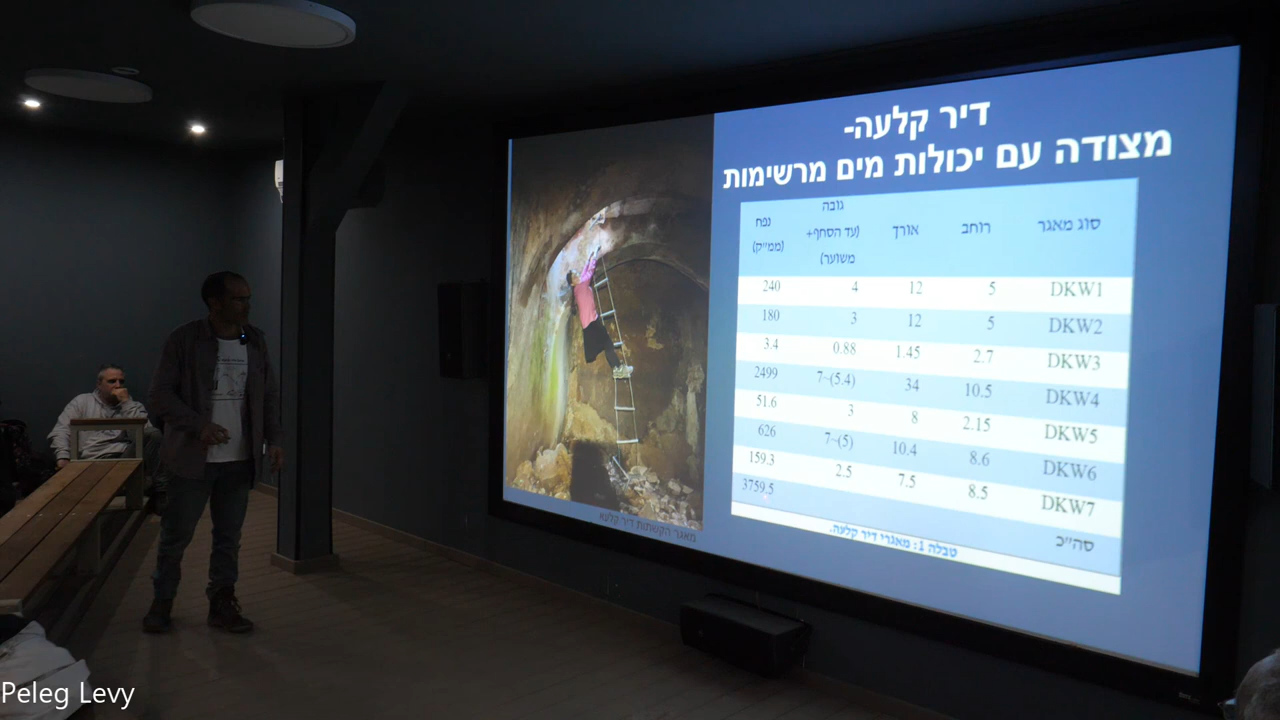 דיר קלעה-
מצודה עם יכולות מים מרשימות
סוג מאגר רוחב אורך גובה (עד הסחף+ משוער) נפח (ממ״ק)
DKW1 5 12 4 240
DKW2 5 12 3 180
DKW3 2.7 1.45 0.88 3.4
DKW4 10.5 34 7~(5.4) 2499
DKW5 2.15 8 3 51.6
DKW6 8.6 10.4 7~(5) 626
DKW7 8.5 7.5 2.5 159.3
סה״כ 3759.5
טבלה 1: מאגרי דיר קלעה.
מאגר הקשתות דיר קלעא
Peleg Levy